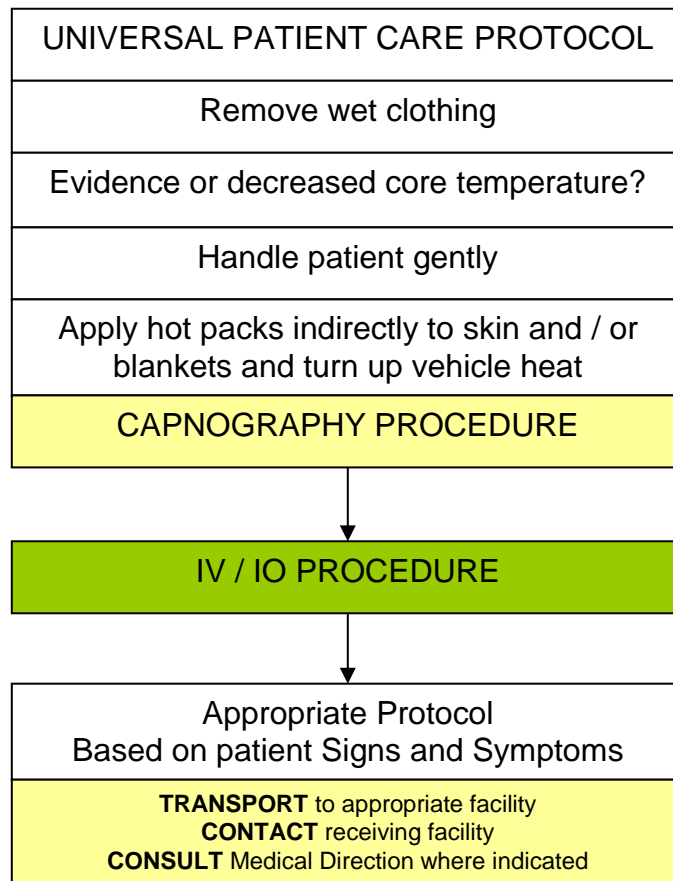 UNIVERSAL PATIENT CARE PROTOCOL
Remove wet clothing
Evidence or decreased core temperature?
Handle patient gently
Apply hot packs indirectly to skin and / or
blankets and turn up vehicle heat
CAPNOGRAPHY PROCEDURE
IV / IO PROCEDURE
Appropriate Protocol
Based on patient Signs and Symptoms
TRANSPORT to appropriate facility
CONTACT receiving facility
CONSULT Medical Direction where indicated